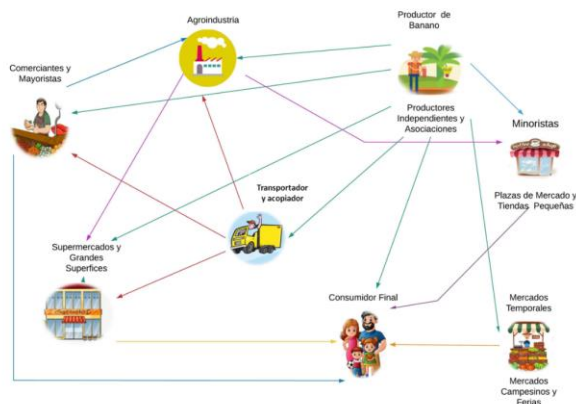 Agroindustria
Productor de
Banano
Comerciantes y
Mayoristas
Productores
Independientes y
Asociaciones
Minoristas
Transportador
y acopiador
Plazas de Mercado y
Tiendas Pequeñas
Supermercados y
Grandes
Superfices
Consumidor Final
Mercados
Temporales
Mercados
Campesinos y
Ferias